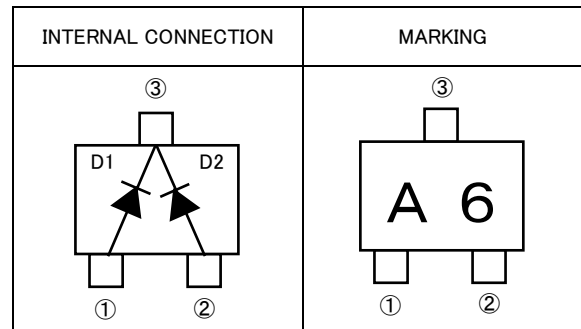 INTERNAL CONNECTION
MARKING
③
D1 D2
① ②
③
A 6
① ②